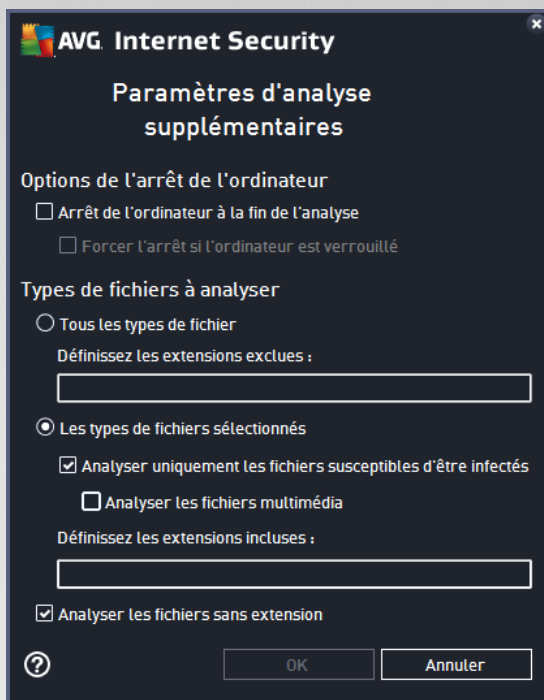 AVG. Internet Security
Paramètres d'analyse
supplémentaires
Options de l'arrêt de l'ordinateur
Arrêt de l'ordinateur à la fin de l'analyse
Forcer l'arrêt si l'ordinateur est verrouillé
Types de fichiers à analyser
Tous les types de fichier
Définissez les extensions exclues :
Les types de fichiers sélectionnés
Analyser uniquement les fichiers susceptibles d'être infectés
Analyser les fichiers multimédia
Définissez les extensions incluses :
Analyser les fichiers sans extension
OK
Annuler